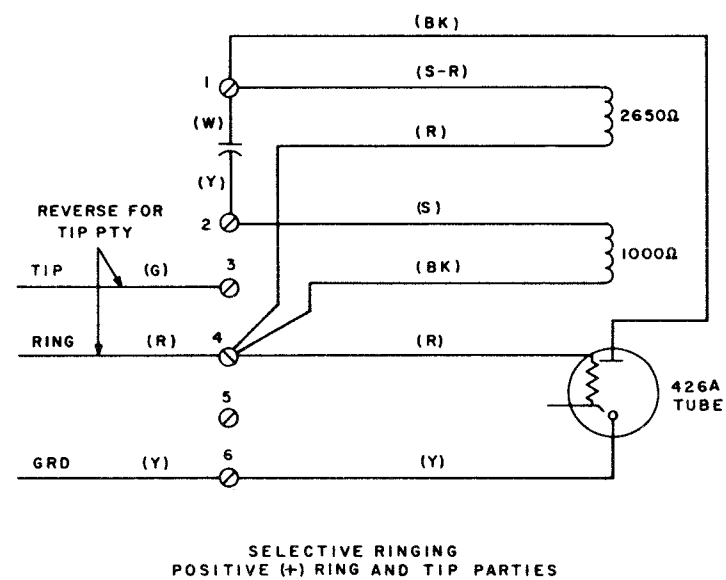 (BK)
1
(S-R)
(W)
2650Ω
(R)
(Y)
REVERSE FOR
TIP PTY
2
(S)
1000Ω
TIP
(G)
3
(BK)
RING
(R)
4
(R)
426A
TUBE
5
GRD
(Y)
6
(Y)
SELECTIVE RINGING
POSITIVE (+) RING AND TIP PARTIES